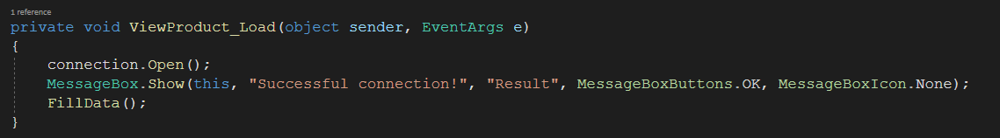 1 reference
private void ViewProduct_Load(object sender, EventArgs e)
{
    connection.Open();
    MessageBox.Show(this, "Successful connection!", "Result", MessageBoxButtons.OK, MessageBoxIcon.None);
    FillData();
}